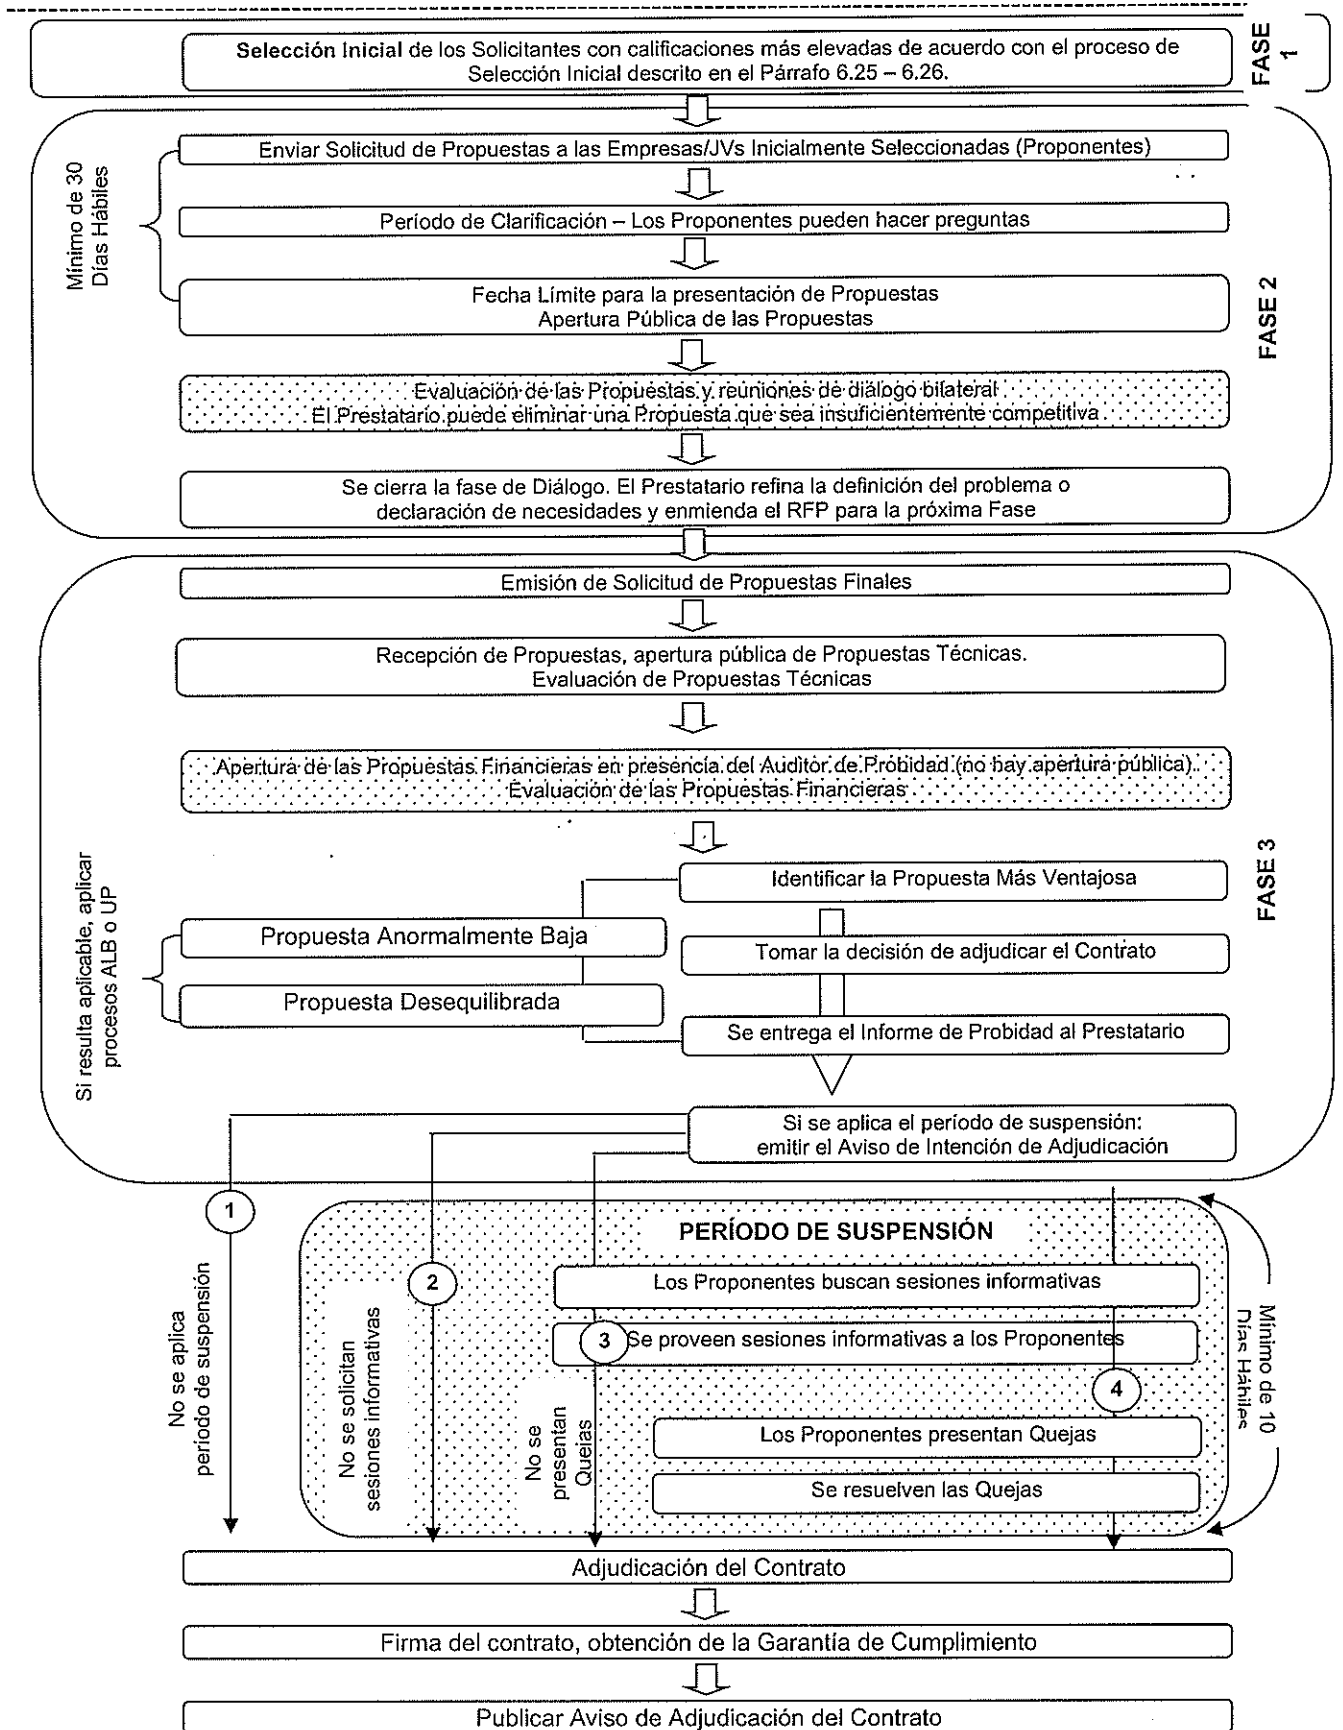 Selección Inicial de los Solicitantes con calificaciones más elevadas de acuerdo con el proceso de
Selección Inicial descrito en el Párrafo 6.25 – 6.26.
FASE
1
Enviar Solicitud de Propuestas a las Empresas/JVs Inicialmente Seleccionadas (Proponentes)
Mínimo de 30
Días Hábiles
Período de Clarificación – Los Proponentes pueden hacer preguntas
Fecha Límite para la presentación de Propuestas
Apertura Pública de las Propuestas
FASE 2
Evaluación de las Propuestas y reuniones de diálogo bilateral
El Prestatario puede eliminar una Propuesta que sea insuficientemente competitiva
Se cierra la fase de Diálogo. El Prestatario refina la definición del problema o
declaración de necesidades y enmienda el RFP para la próxima Fase
Emisión de Solicitud de Propuestas Finales
Recepción de Propuestas, apertura pública de Propuestas Técnicas.
Evaluación de Propuestas Técnicas
Apertura de las Propuestas Financieras en presencia del Auditor de Probidad (no hay apertura pública).
Evaluación de las Propuestas Financieras
FASE 3
Identificar la Propuesta Más Ventajosa
Si resulta aplicable, aplicar
procesos ALB o UP
Propuesta Anormalmente Baja
Tomar la decisión de adjudicar el Contrato
Propuesta Desequilibrada
Se entrega el Informe de Probidad al Prestatario
Si se aplica el período de suspensión:
emitir el Aviso de Intención de Adjudicación
1
No se aplica
período de suspensión
PERÍODO DE SUSPENSIÓN
2
No se solicitan
sesiones informativas
Los Proponentes buscan sesiones informativas
3
Se proveen sesiones informativas a los Proponentes
4
No se
presentan
Quejas
Los Proponentes presentan Quejas
Se resuelven las Quejas
Mínimo de 10
Días Hábiles
Adjudicación del Contrato
Firma del contrato, obtención de la Garantía de Cumplimiento
Publicar Aviso de Adjudicación del Contrato